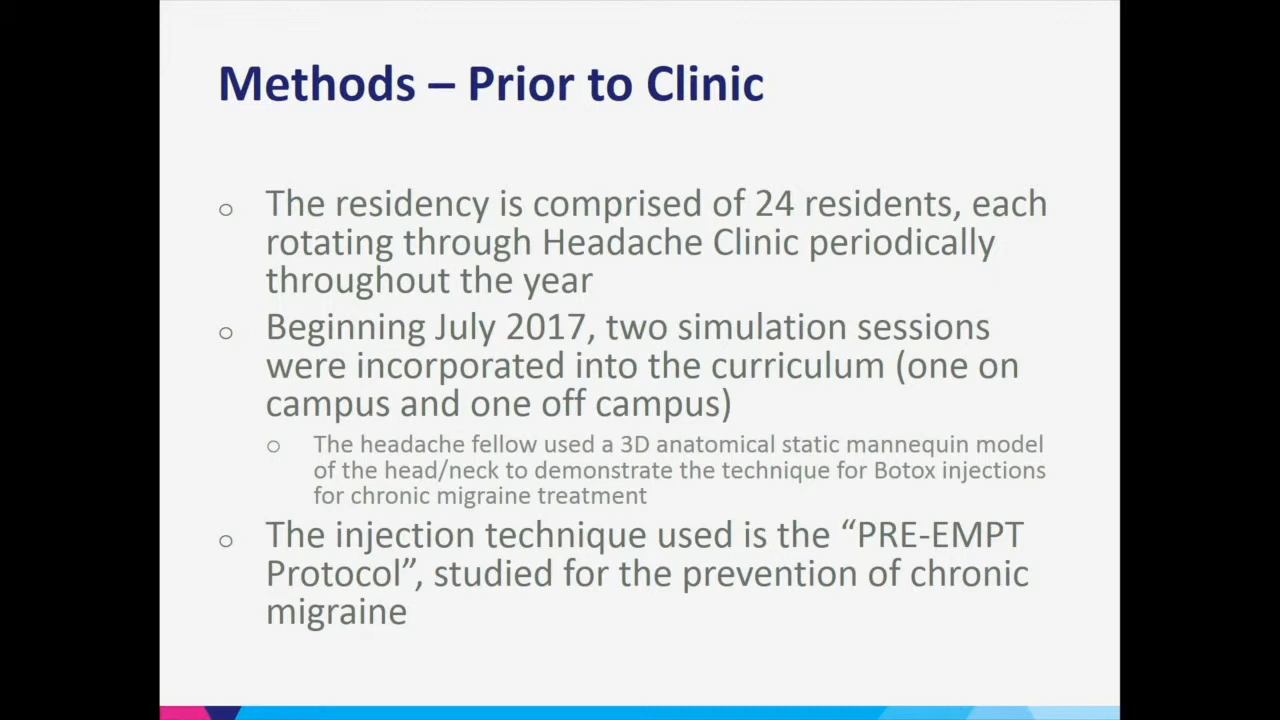 Methods – Prior to Clinic
○ The residency is comprised of 24 residents, each
rotating through Headache Clinic periodically
throughout the year
○ Beginning July 2017, two simulation sessions
were incorporated into the curriculum (one on
campus and one off campus)
○ The headache fellow used a 3D anatomical static mannequin model
of the head/neck to demonstrate the technique for Botox injections
for chronic migraine treatment
○ The injection technique used is the “PRE-EMPT
Protocol”, studied for the prevention of chronic
migraine